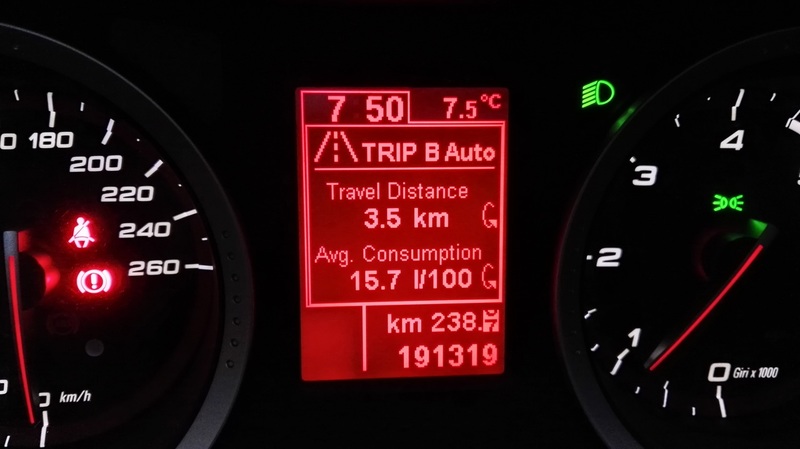 180
200
220
240
260
km/h
7 50 7.5°C
TRIP B Auto
Travel Distance
3.5 km
Avg. Consumption
15.7 l/100
km 238.
191319
4
3
2
1
0
Giri x 1000